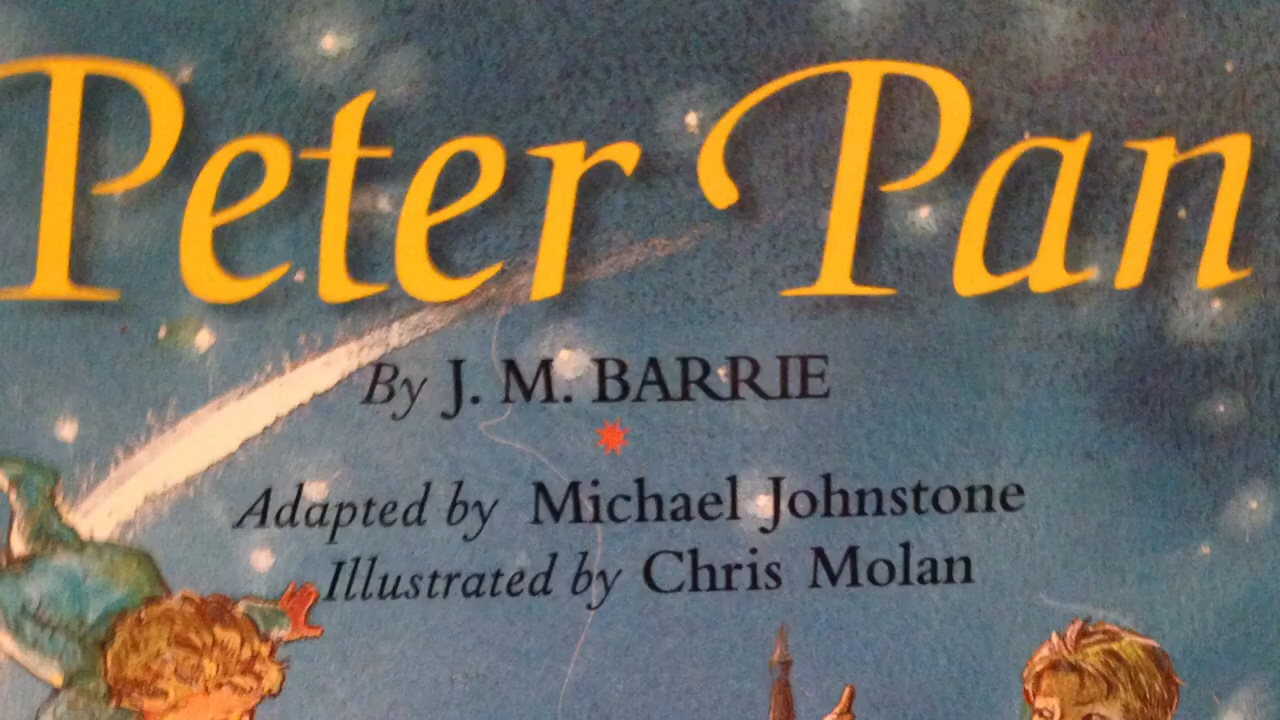 Peter Pan
By J. M. BARRIE
Adapted by Michael Johnstone
Illustrated by Chris Molan